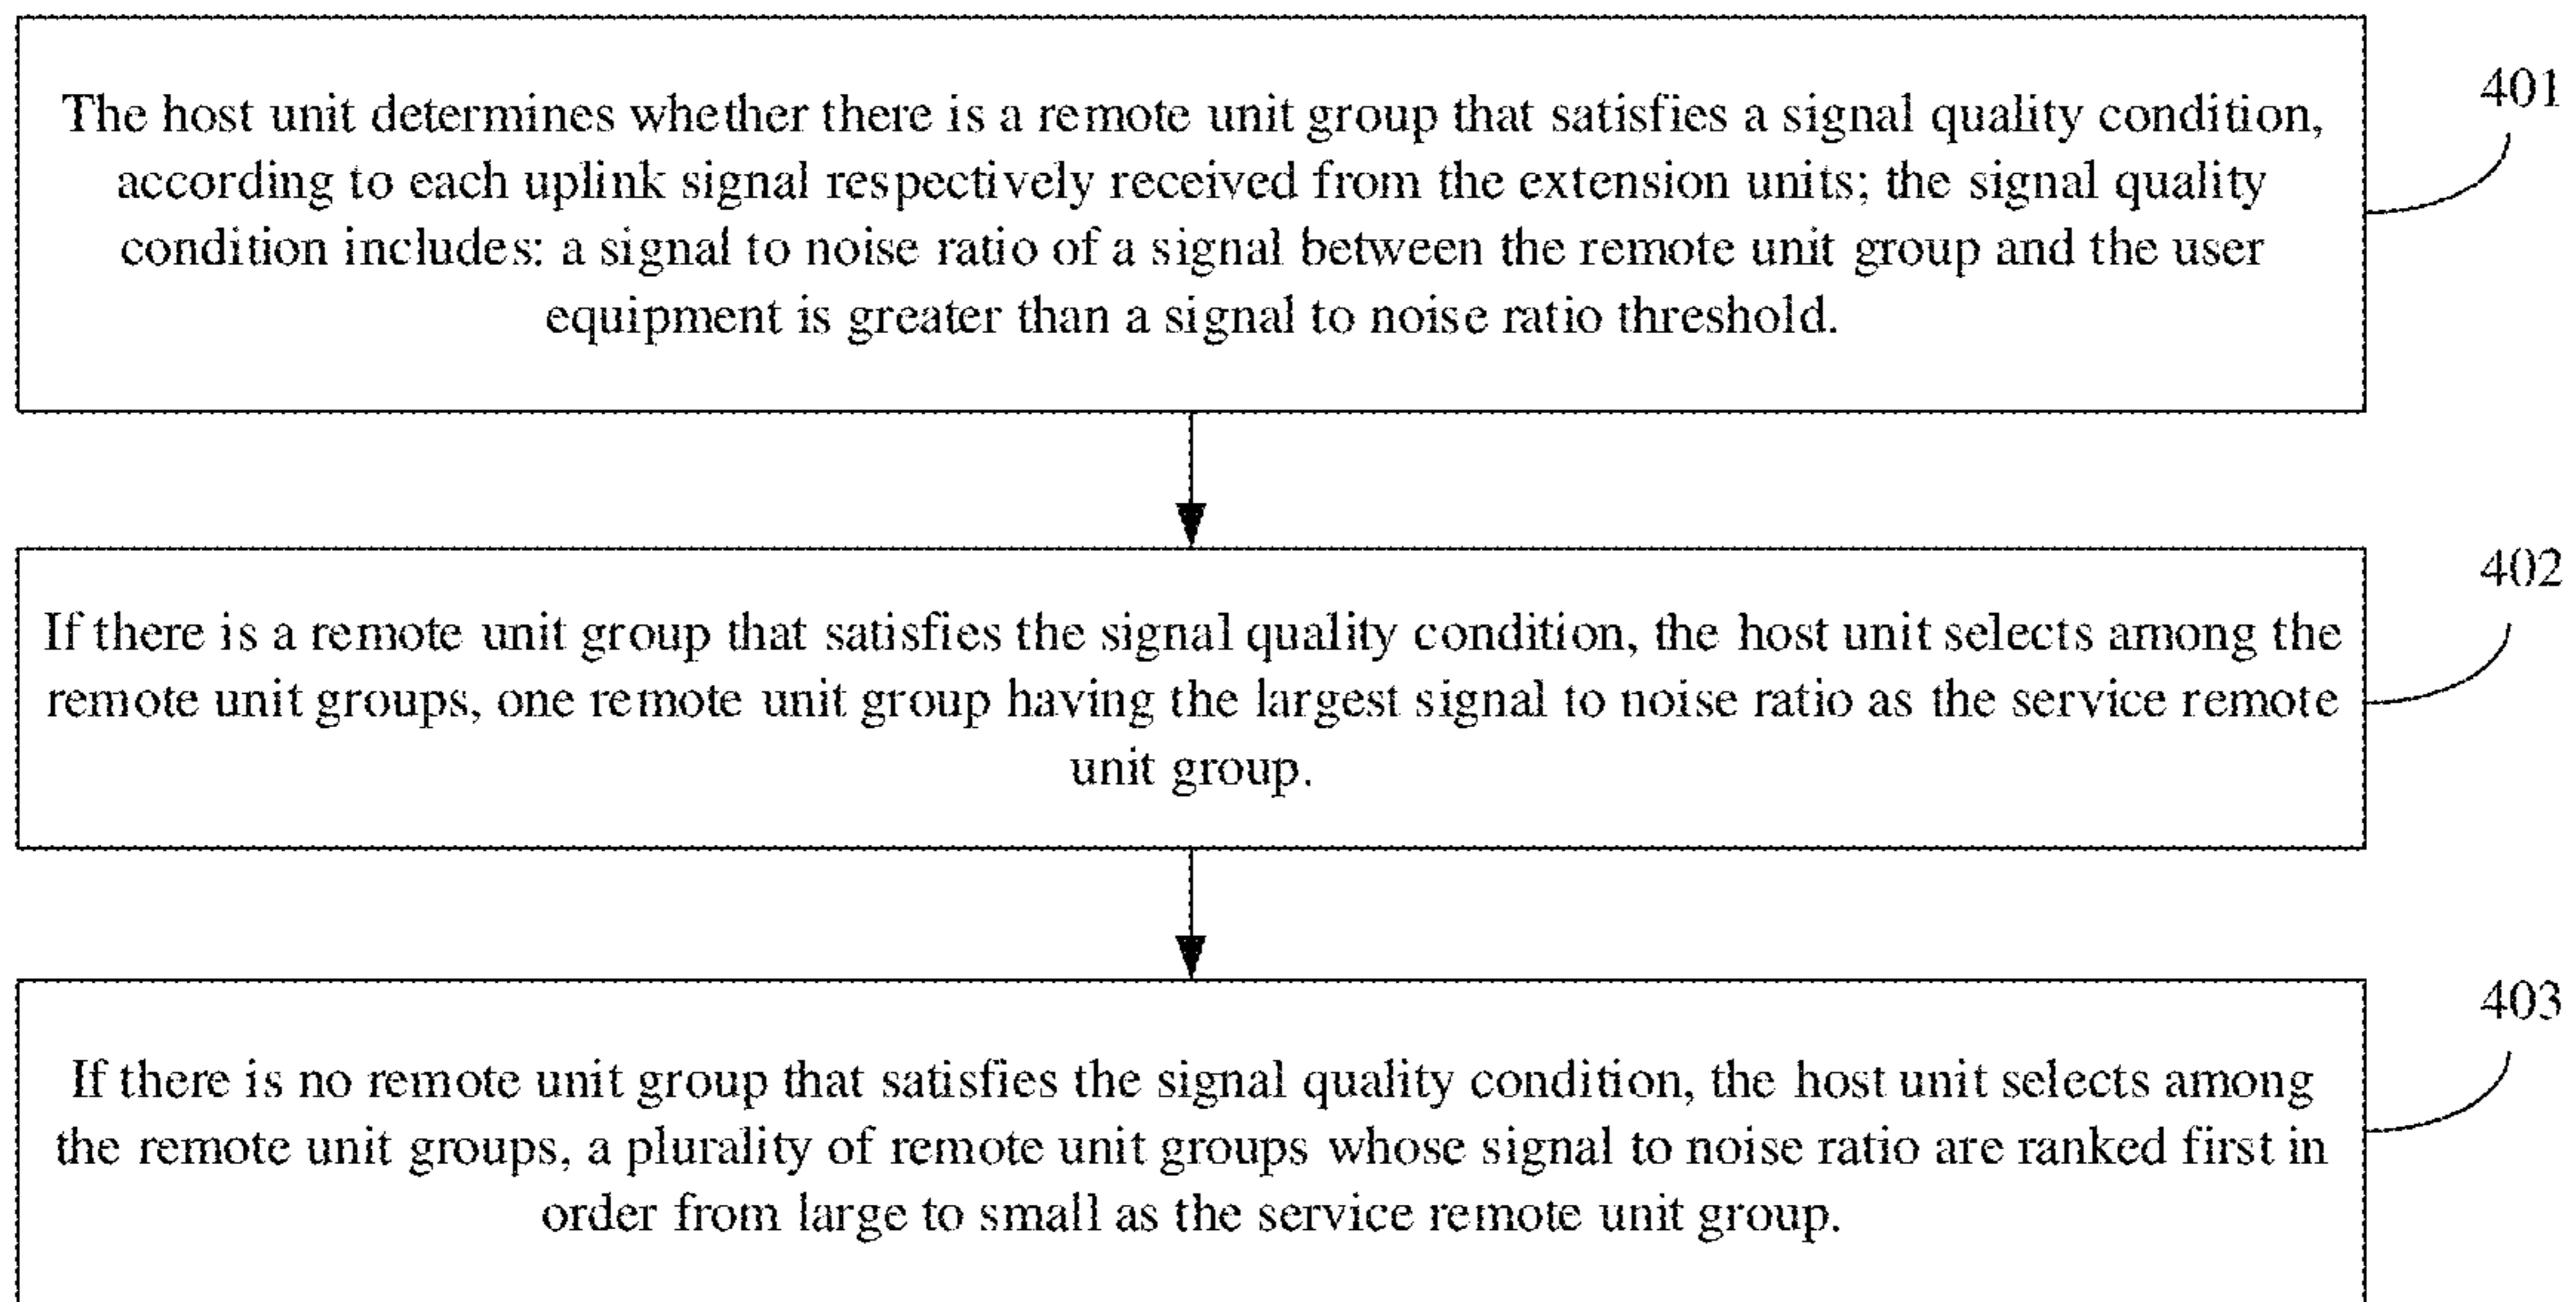 The host unit determines whether there is a remote unit group that satisfies a signal quality condition,
according to each uplink signal respectively received from the extension units; the signal quality
condition includes: a signal to noise ratio of a signal between the remote unit group and the user
equipment is greater than a signal to noise ratio threshold.
401
If there is a remote unit group that satisfies the signal quality condition, the host unit selects among the
remote unit groups, one remote unit group having the largest signal to noise ratio as the service remote
unit group.
402
If there is no remote unit group that satisfies the signal quality condition, the host unit selects among
the remote unit groups, a plurality of remote unit groups whose signal to noise ratio are ranked first in
order from large to small as the service remote unit group.
403